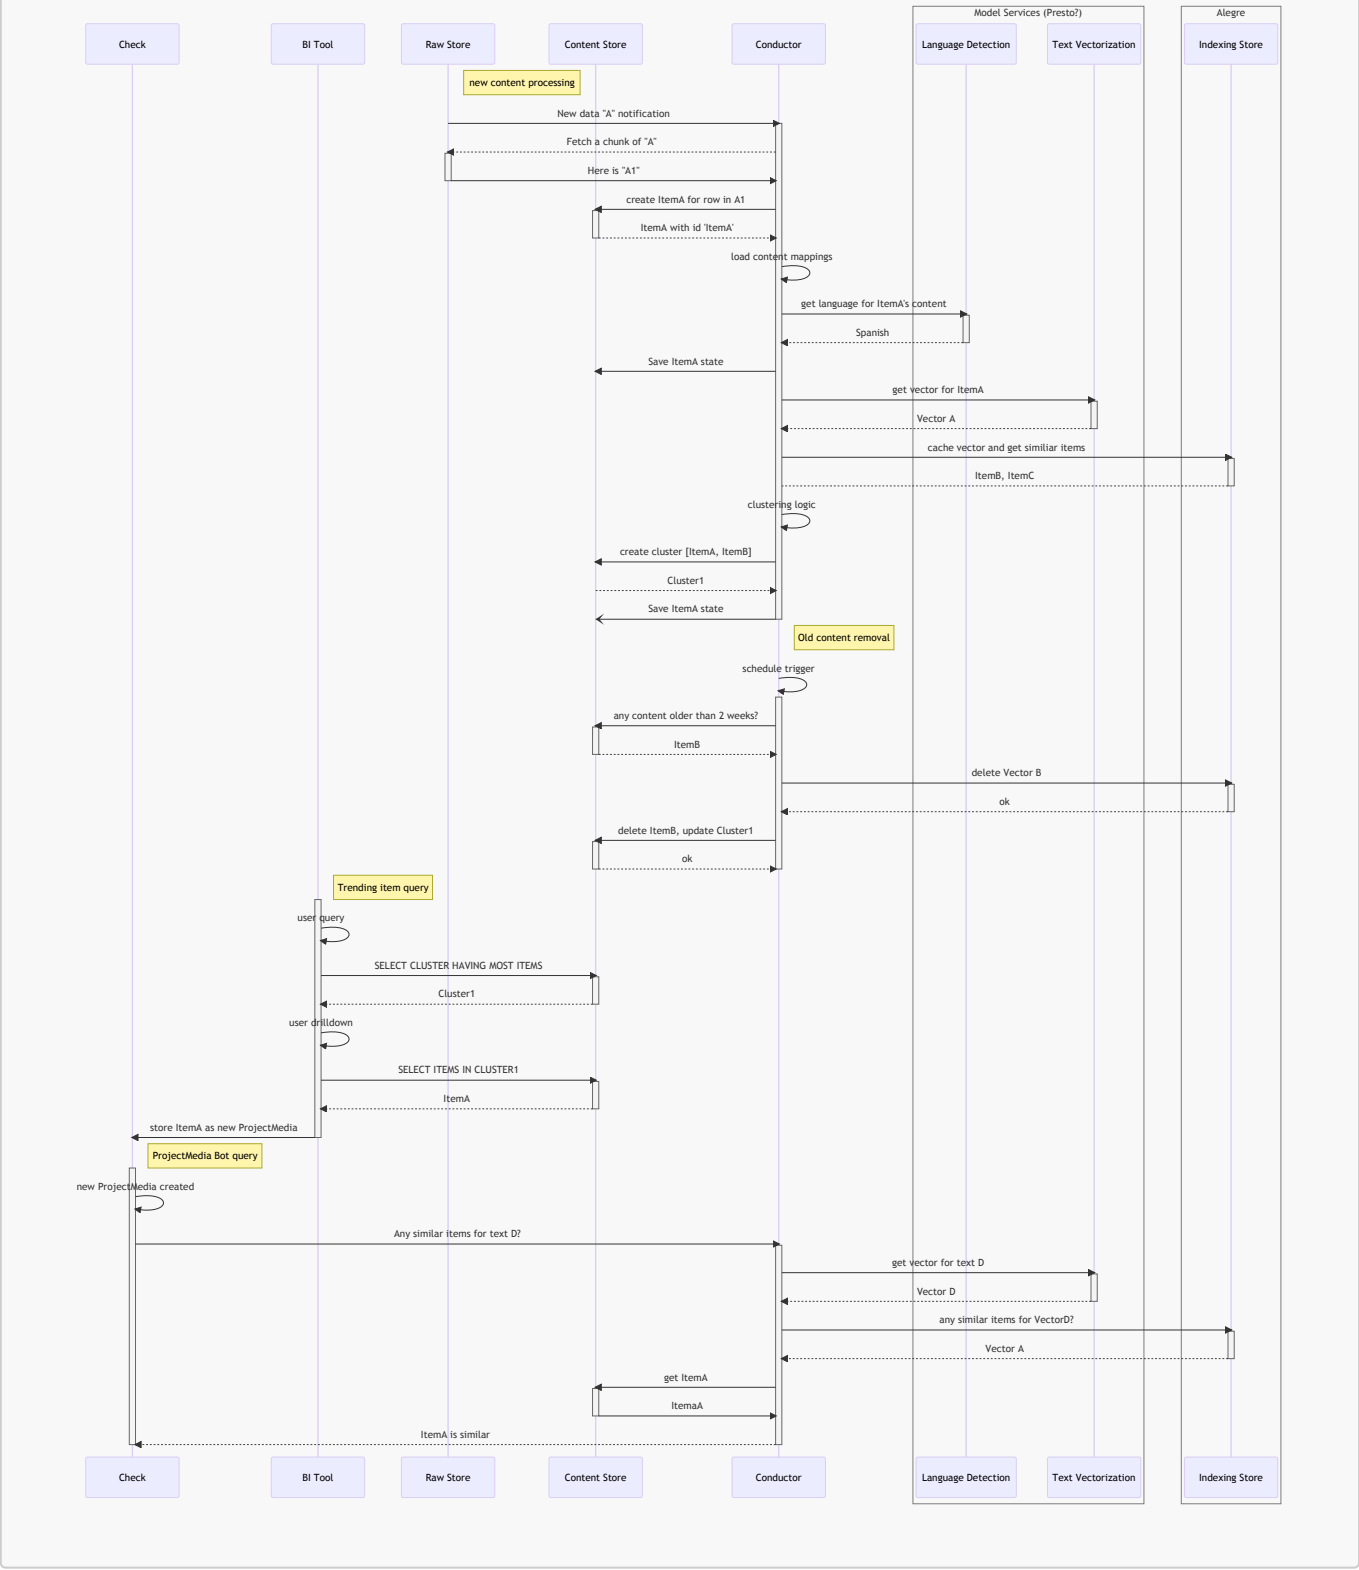 Model Services (Presto?)
Alegre
Check
BI Tool
Raw Store
Content Store
Conductor
Language Detection
Text Vectorization
Indexing Store
new content processing
New data "A" notification
Fetch a chunk of "A"
Here is "A1"
create ItemA for row in A1
ItemA with id 'ItemA'
load content mappings
get language for ItemA's content
Spanish
Save ItemA state
get vector for ItemA
Vector A
cache vector and get similiar items
ItemB, ItemC
clustering logic
create cluster [ItemA, ItemB]
Cluster1
Save ItemA state
Old content removal
schedule trigger
any content older than 2 weeks?
ItemB
delete Vector B
ok
delete ItemB, update Cluster1
ok
Trending item query
user query
SELECT CLUSTER HAVING MOST ITEMS
Cluster1
user drilldown
SELECT ITEMS IN CLUSTER1
ItemA
store ItemA as new ProjectMedia
ProjectMedia Bot query
new ProjectMedia created
Any similar items for text D?
get vector for text D
Vector D
any similar items for VectorD?
Vector A
get ItemA
ItemaA
ItemA is similar
Check
BI Tool
Raw Store
Content Store
Conductor
Language Detection
Text Vectorization
Indexing Store